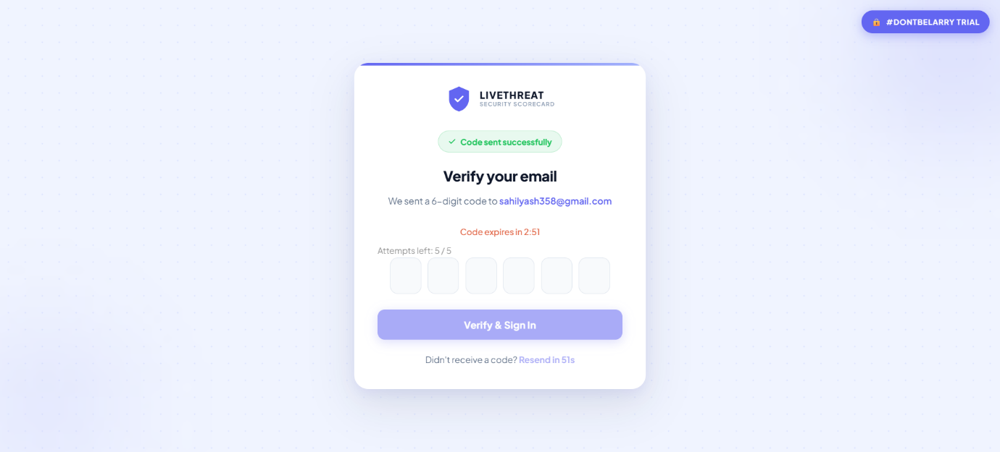 🔒 #DONTBELARRY TRIAL
LIVETHREAT
SECURITY SCORECARD
✓ Code sent successfully
Verify your email
We sent a 6-digit code to sahilyash358@gmail.com
Code expires in 2:51
Attempts left: 5 / 5
Verify & Sign In
Didn't receive a code? Resend in 51s